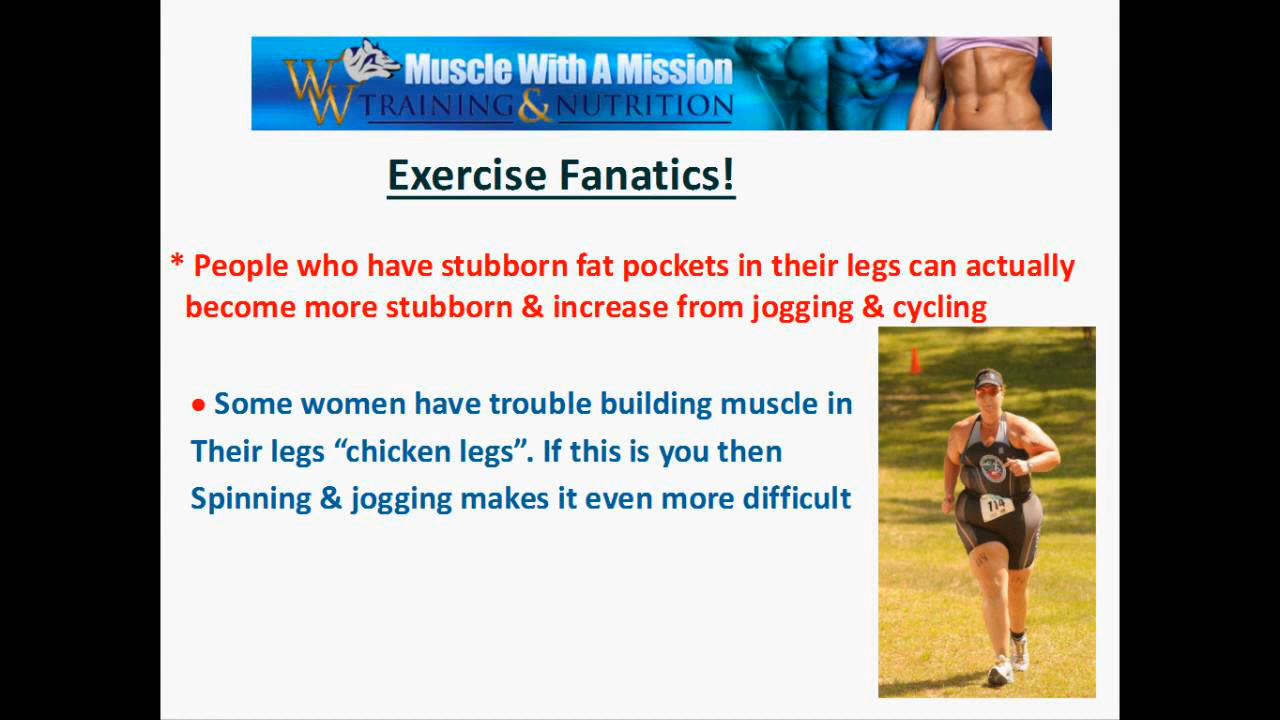 WW Muscle With A Mission
TRAINING & NUTRITION
Exercise Fanatics!
* People who have stubborn fat pockets in their legs can actually
become more stubborn & increase from jogging & cycling
• Some women have trouble building muscle in
Their legs “chicken legs”. If this is you then
Spinning & jogging makes it even more difficult
114